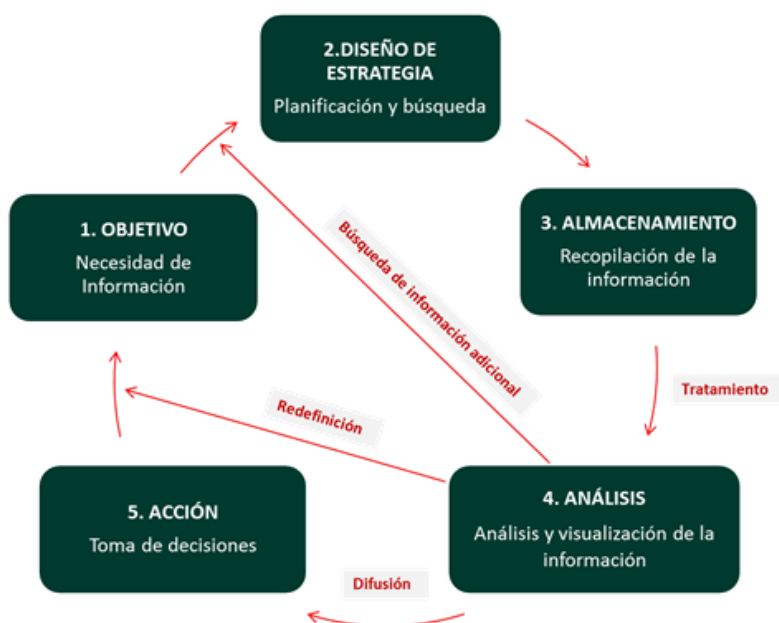 2.DISEÑO DE
ESTRATEGIA
Planificación y búsqueda
1. OBJETIVO
Necesidad de
Información
3. ALMACENAMIENTO
Recopilación de la
información
Búsqueda de información adicional
Tratamiento
Redefinición
5. ACCIÓN
Toma de decisiones
4. ANÁLISIS
Análisis y visualización de la
información
Difusión